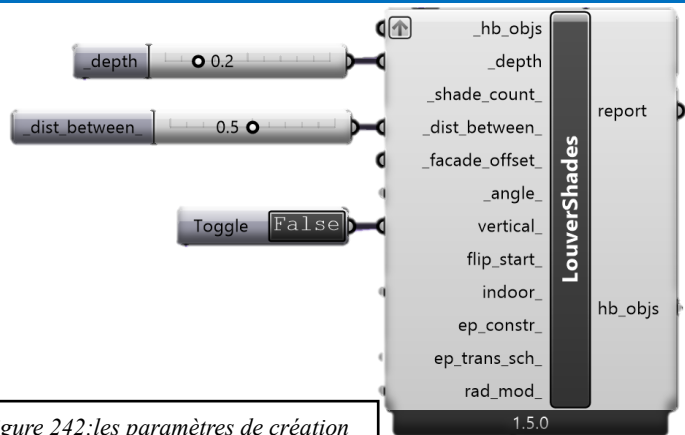 _hb_objs
_depth 0.2 _depth
_shade_count_
report
_dist_between_ 0.5 _dist_between_
_facade_offset_
_angle_
Toggle False vertical_
flip_start_
LouverShades
indoor_
hb_objs
ep_constr_
ep_trans_sch_
rad_mod_
1.5.0
igure 242:les paramètres de création